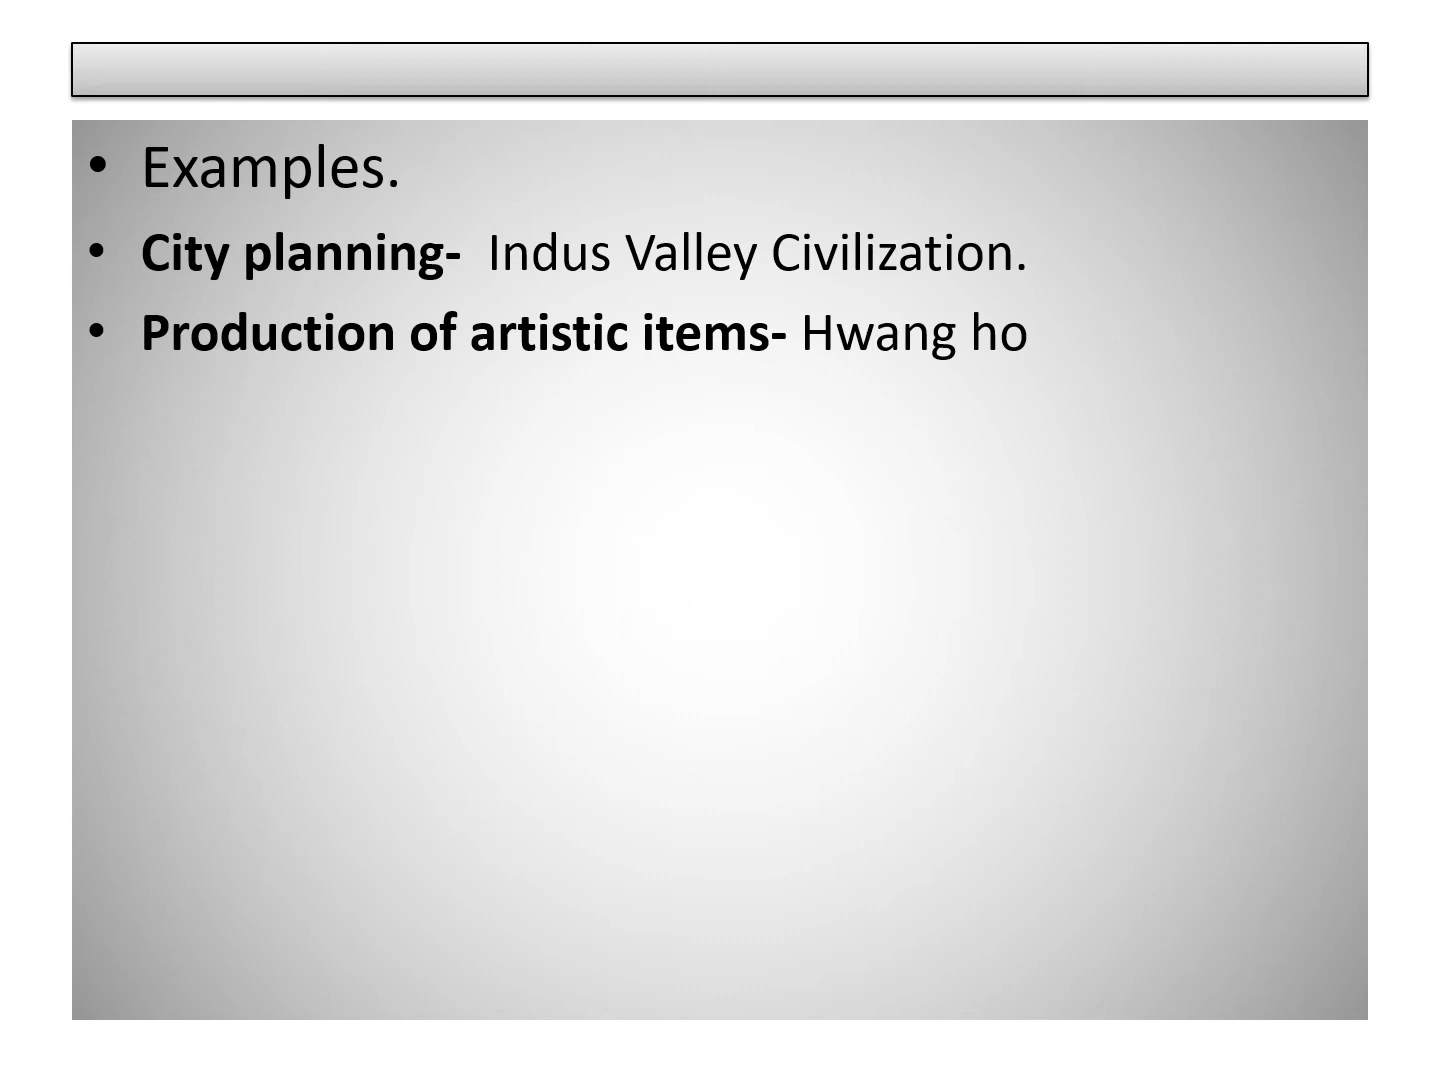 • Examples.
• City planning-  Indus Valley Civilization.
• Production of artistic items- Hwang ho